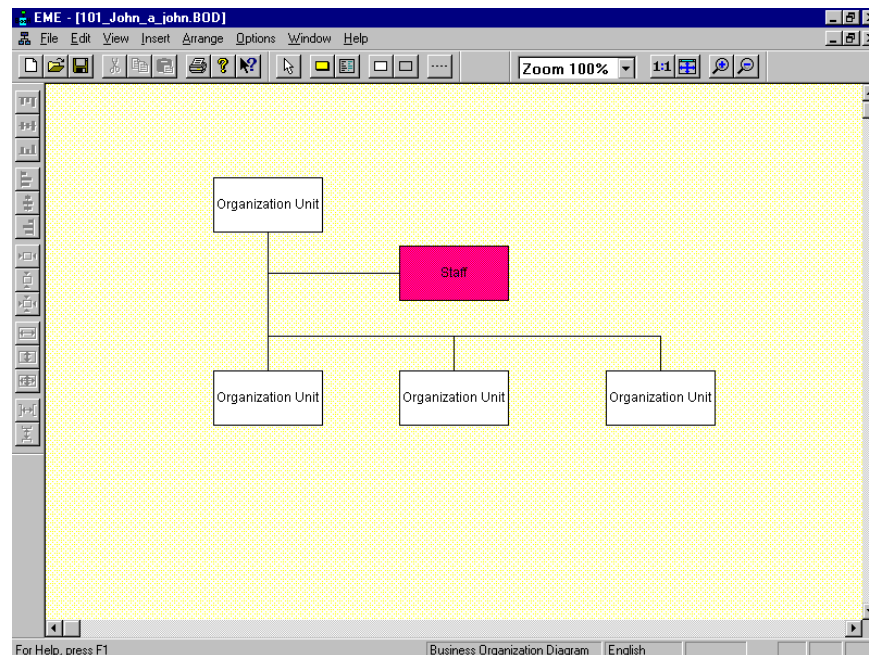 EME - [101_John_a_john.BOD]
File Edit View Insert Arrange Options Window Help
Zoom 100% 1:1
Organization Unit
Staff
Organization Unit Organization Unit Organization Unit
For Help, press F1 Business Organization Diagram English